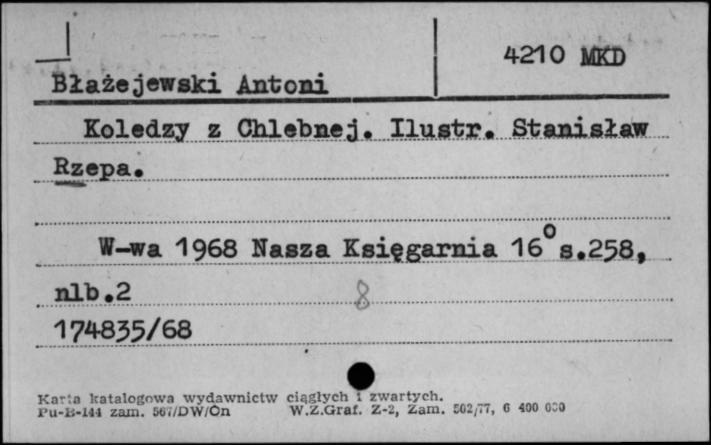 4210 MKD
Błażejewski Antoni
Koledzy z Chlebnej. Ilustr. Stanisław
Rzepa.
W-wa 1968 Nasza Księgarnia 16° s.258,
nlb.2
8
174835/68
Karta katalogowa wydawnictw ciągłych i zwartych.
Pu-B-144 zam. 567/DW/On W.Z.Graf. Z-2, Zam. 502/77, 6 400 000